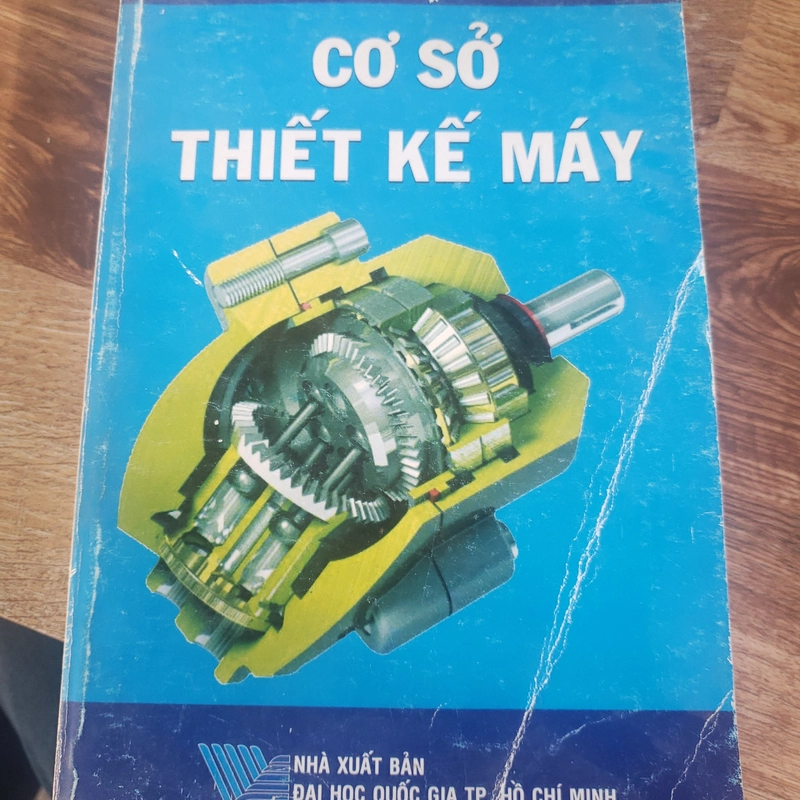 CƠ SỞ
THIẾT KẾ MÁY
NHÀ XUẤT BẢN
ĐẠI HỌC QUỐC GIA TP. HỒ CHÍ MINH